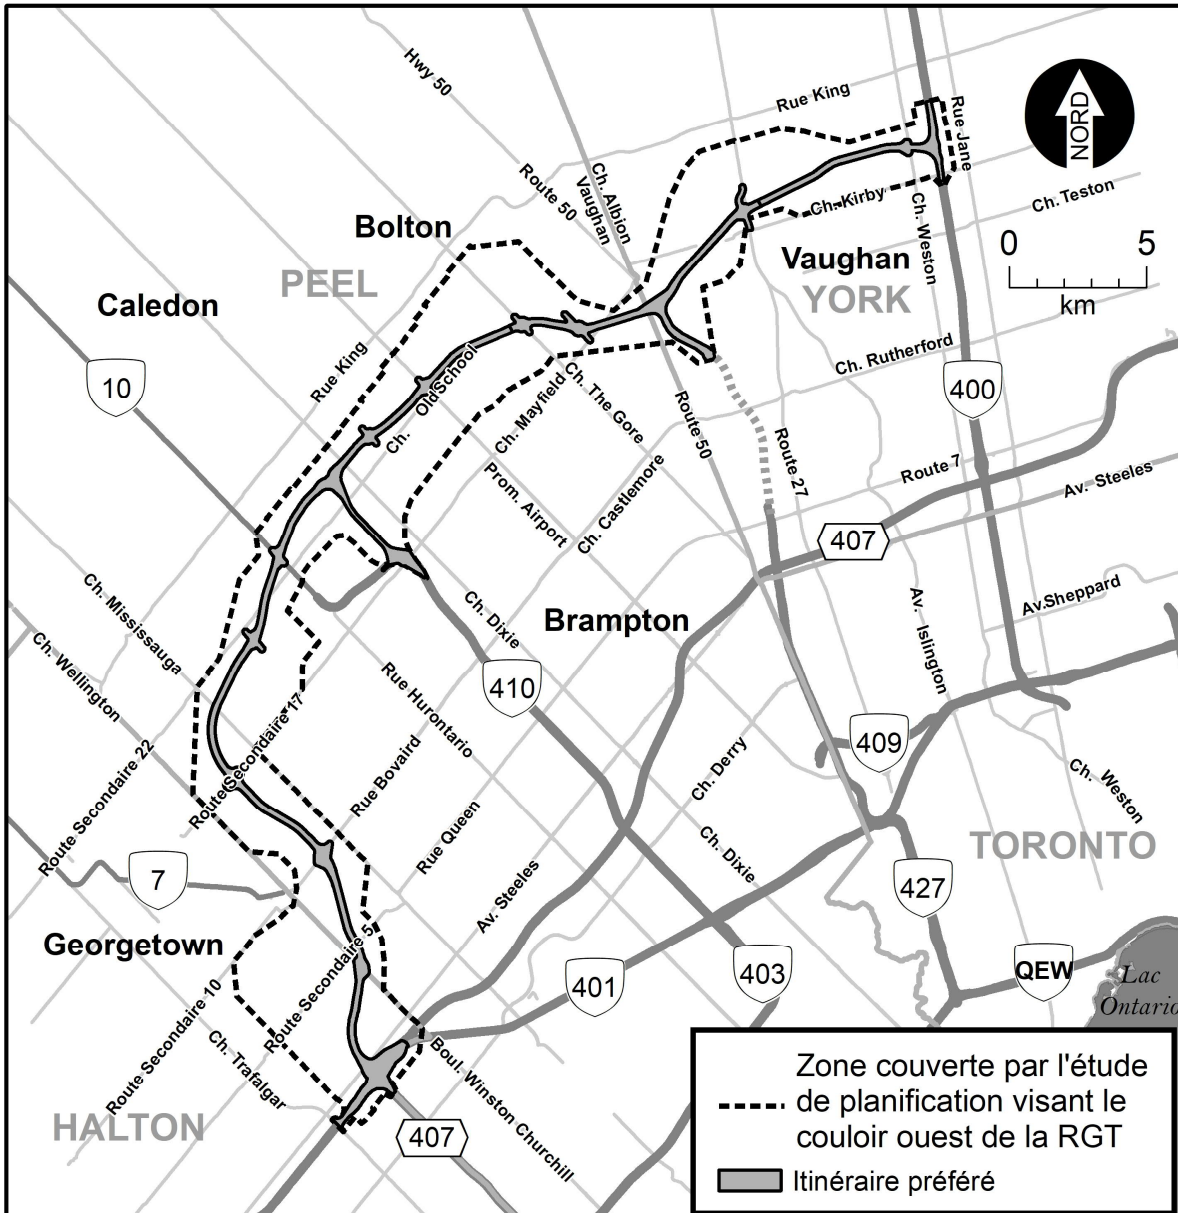 Hwy 50
Rue King
Rue Jane
NORD
Route 50
Ch. Albion
Vaughan
Ch. Kirby
Ch. Weston
Ch. Teston
Bolton
PEEL
Vaughan
YORK
0
5
km
Caledon
Rue King
10
Ch. OldSchool
Ch. Mayfield
Ch. The Gore
Ch. Rutherford
400
Route 50
Route 27
Route 7
Av. Steeles
Prom. Airport
Ch. Castlemore
407
Ch. Mississauga
Ch. Wellington
Ch. Dixie
Brampton
Av. Islington
Av.Sheppard
Rue Hurontario
410
Route Secondaire 17
Route Secondaire 22
Rue Bovaird
Rue Queen
Ch. Derry
409
Ch. Weston
TORONTO
Ch. Dixie
7
427
Av. Steeles
Georgetown
Route Secondaire 5
Route Secondaire 10
401
403
QEW
Lac
Ontario
Ch. Trafalgar
Boul. Winston Churchill
HALTON
407
Zone couverte par l'étude
de planification visant le
couloir ouest de la RGT
Itinéraire préféré